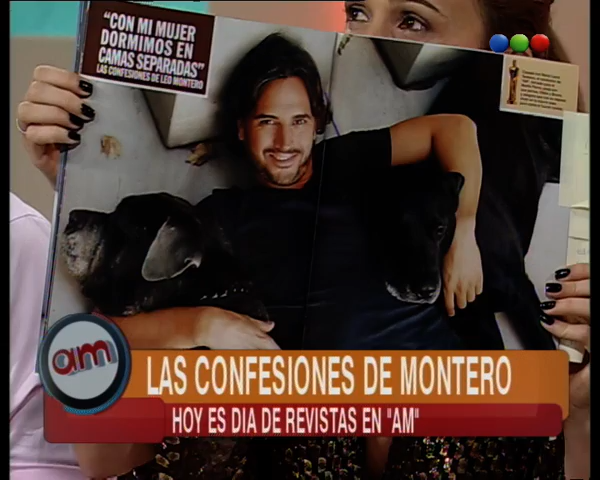 "CON MI MUJER
DORMIMOS EN
CAMAS SEPARADAS"
LAS CONFESIONES DE LEO MONTERO
am
LAS CONFESIONES DE MONTERO
HOY ES DIA DE REVISTAS EN "AM"